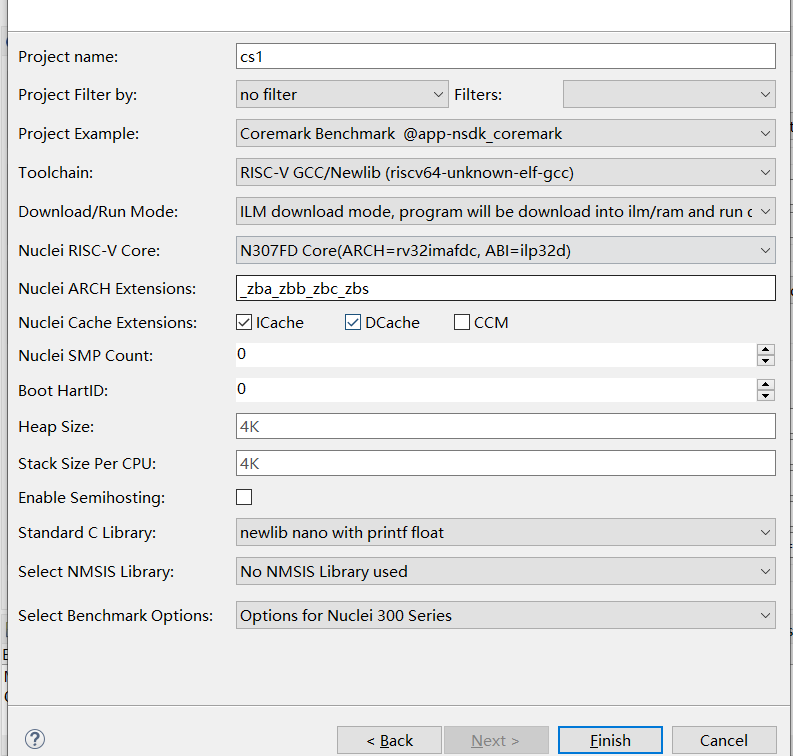 Project name: cs1
Project Filter by: no filter Filters:
Project Example: Coremark Benchmark @app-nsdk_coremark
Toolchain: RISC-V GCC/Newlib (riscv64-unknown-elf-gcc)
Download/Run Mode: ILM download mode, program will be download into ilm/ram and run
Nuclei RISC-V Core: N307FD Core(ARCH=rv32imafdc, ABI=ilp32d)
Nuclei ARCH Extensions: _zba_zbb_zbc_zbs
Nuclei Cache Extensions: ICache DCache CCM
Nuclei SMP Count: 0
Boot HartID: 0
Heap Size: 4K
Stack Size Per CPU: 4K
Enable Semihosting:
Standard C Library: newlib nano with printf float
Select NMSIS Library: No NMSIS Library used
Select Benchmark Options: Options for Nuclei 300 Series
? < Back Next > Finish Cancel